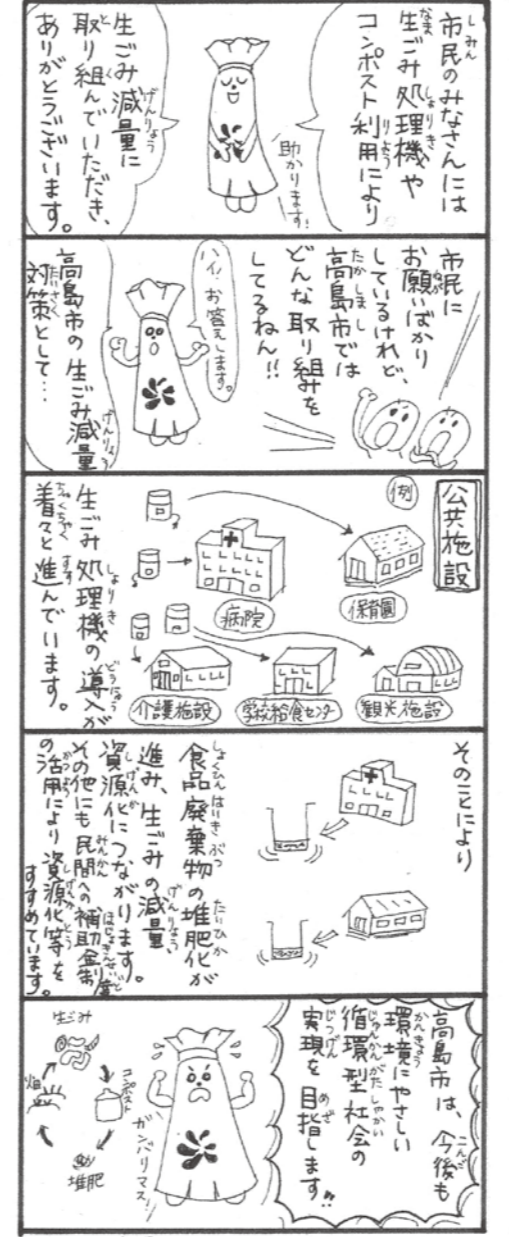 市民のみなさんには
生ごみ処理機や
コンポスト利用により
助かります!
生ごみ減量に
取り組んでいただき、
ありがとうございます。
市民に
お願いばかり
しているけれど、
高島市では
どんな取り組みを
してるねん!!
ハイ!お答えします。
高島市の生ごみ減量
対策として…
公共施設
例
保育園
病院
観光施設
学校給食センター
介護施設
生ごみ処理機の導入が
着々と進んでいます。
そのことにより
食品廃棄物の堆肥化が
進み、生ごみの減量
資源化につながります。
その他にも民間への補助金制度
の活用により資源化等を
すすめています。
高島市は、今後も
環境にやさしい
循環型社会の
実現を目指します!!
ガンバリマス!
生ごみ
コンポスト
堆肥
畑